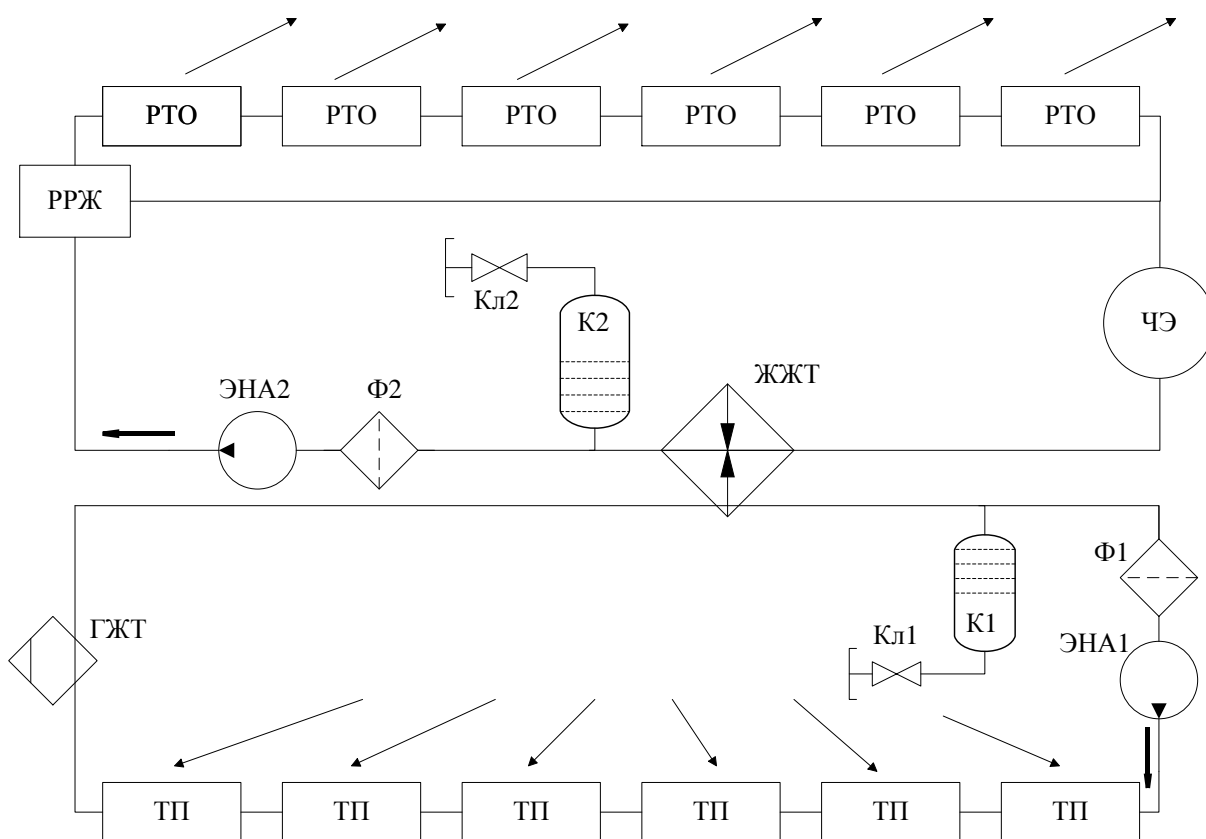 РТО РТО РТО РТО РТО РТО
РРЖ
Кл2
К2
ЧЭ
ЖЖТ
ЭНА2
Ф2
Ф1
ГЖТ
Кл1
К1
ЭНА1
ТП ТП ТП ТП ТП ТП